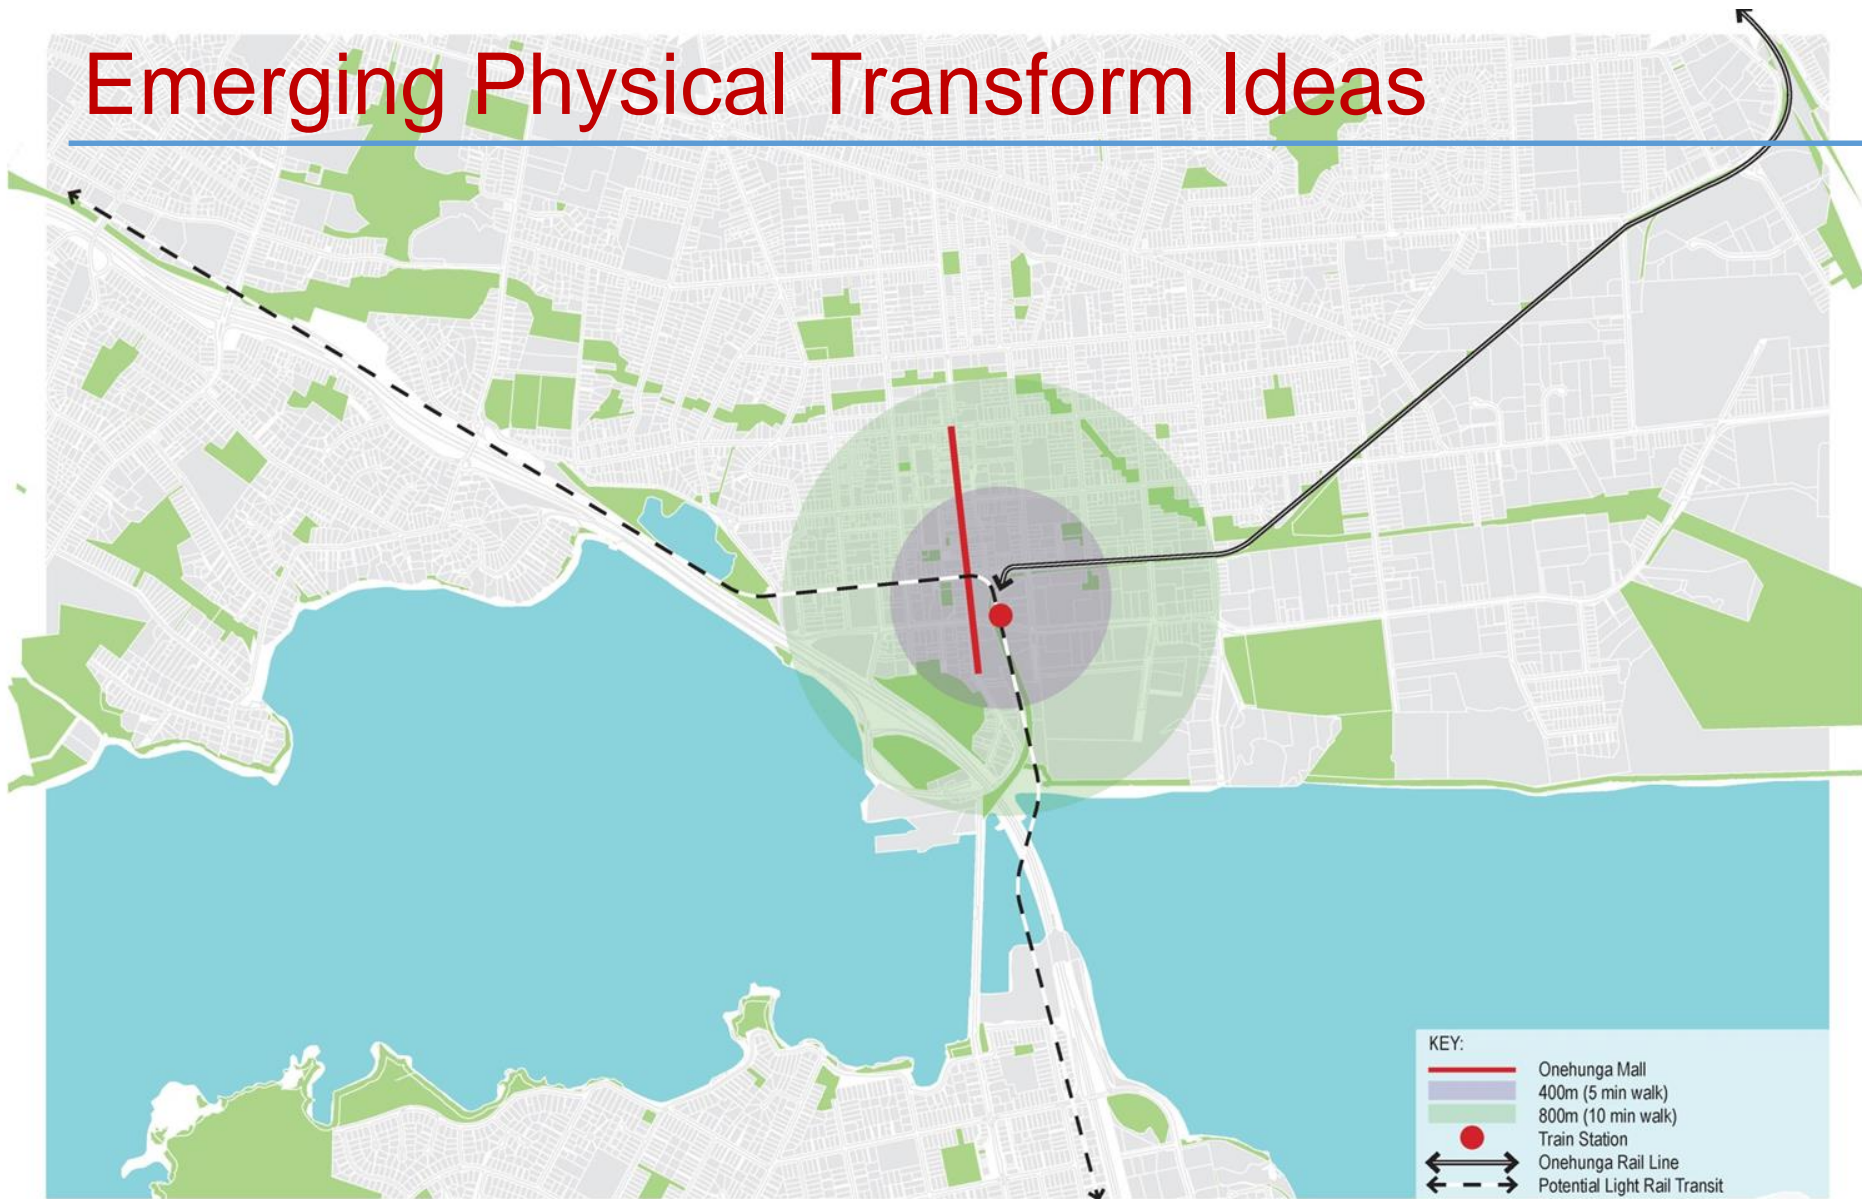 Emerging Physical Transform Ideas
KEY:
Onehunga Mall
400m (5 min walk)
800m (10 min walk)
Train Station
Onehunga Rail Line
Potential Light Rail Transit